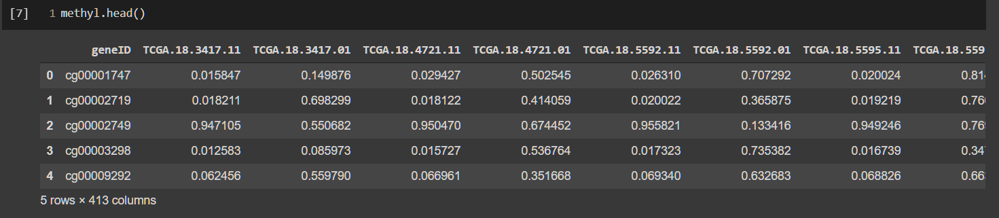 [7] 1 methyl.head()
geneID TCGA.18.3417.11 TCGA.18.3417.01 TCGA.18.4721.11 TCGA.18.4721.01 TCGA.18.5592.11 TCGA.18.5592.01 TCGA.18.5595.11 TCGA.18.559
0 cg00001747 0.015847 0.149876 0.029427 0.502545 0.026310 0.707292 0.020024 0.81
1 cg00002719 0.018211 0.698299 0.018122 0.414059 0.020022 0.365875 0.019219 0.76
2 cg00002749 0.947105 0.550682 0.950470 0.674452 0.955821 0.133416 0.949246 0.76
3 cg00003298 0.012583 0.085973 0.015727 0.536764 0.017323 0.735382 0.016739 0.34
4 cg00009292 0.062456 0.559790 0.066961 0.351668 0.069340 0.632683 0.068826 0.66
5 rows × 413 columns